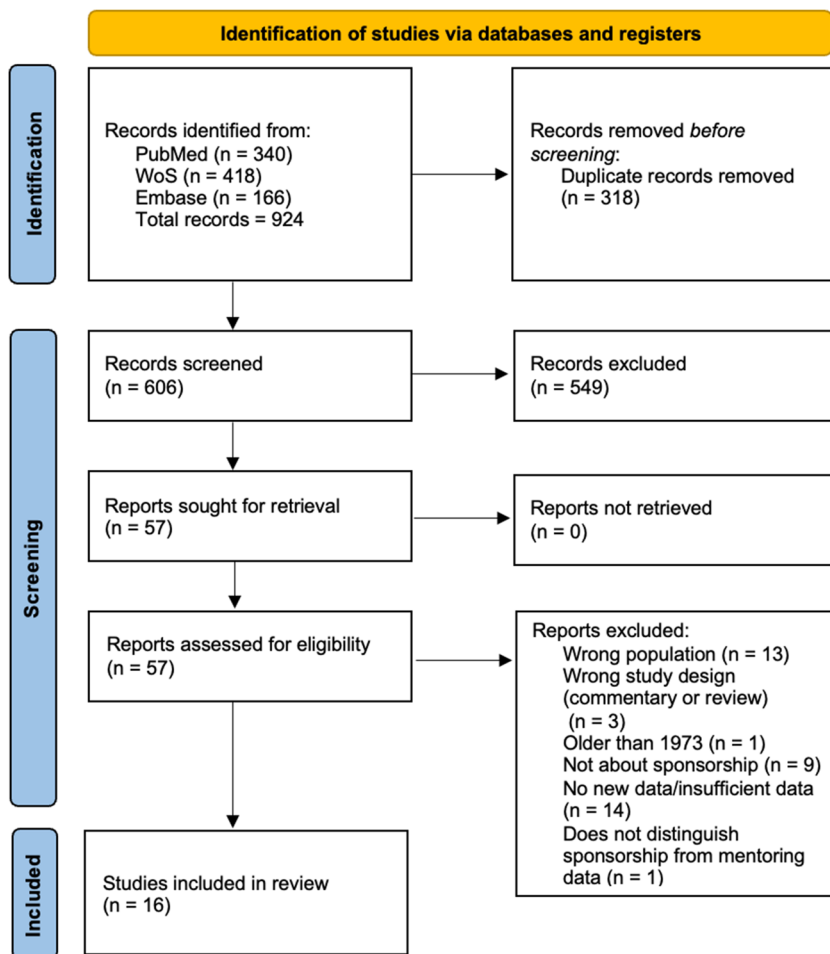 Identification of studies via databases and registers
Identification
Records identified from:
PubMed (n = 340)
WoS (n = 418)
Embase (n = 166)
Total records = 924
Records removed before
screening:
Duplicate records removed
(n = 318)
Screening
Records screened
(n = 606)
Records excluded
(n = 549)
Reports sought for retrieval
(n = 57)
Reports not retrieved
(n = 0)
Reports assessed for eligibility
(n = 57)
Reports excluded:
Wrong population (n = 13)
Wrong study design
(commentary or review)
(n = 3)
Older than 1973 (n = 1)
Not about sponsorship (n = 9)
No new data/insufficient data
(n = 14)
Does not distinguish
sponsorship from mentoring
data (n = 1)
Included
Studies included in review
(n = 16)